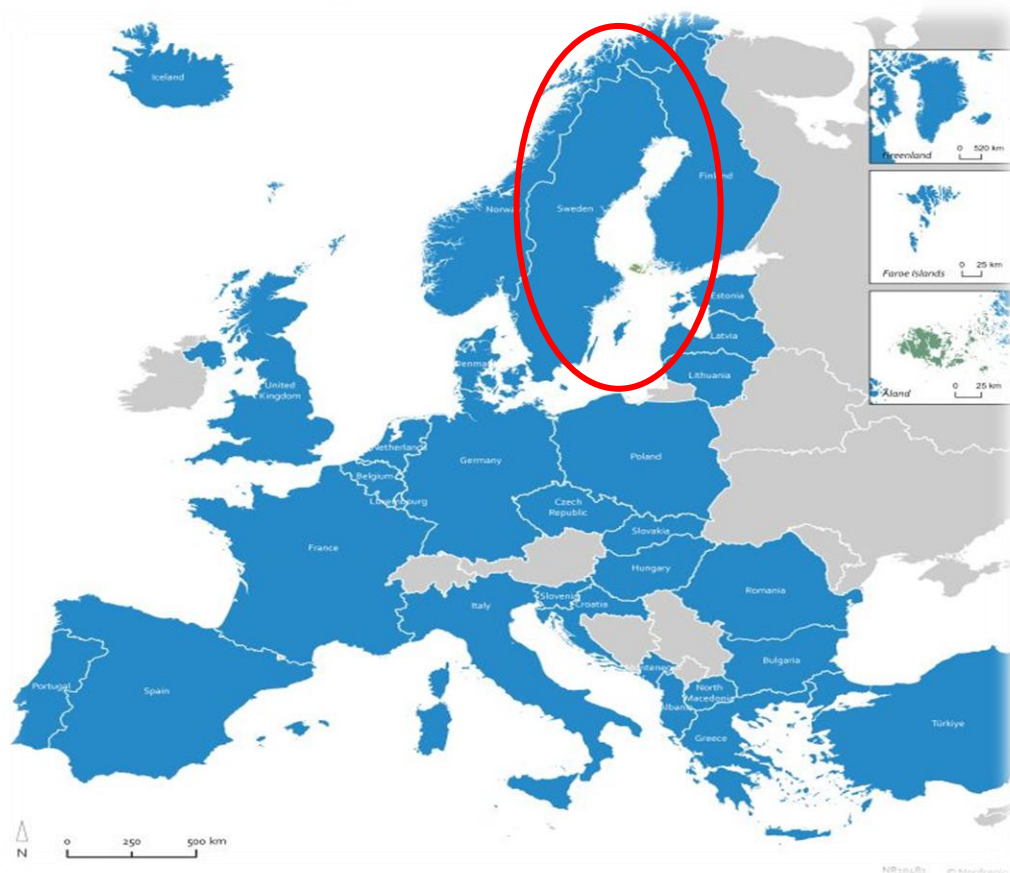 Iceland
Greenland
0 520 km
Finland
Norway
Sweden
Faroe Islands
0 25 km
Estonia
Latvia
Åland
0 25 km
Denmark
Lithuania
United
Kingdom
Netherlands
Belgium
Luxembourg
Germany
Poland
Czech
Republic
Slovakia
France
Hungary
Italy
Slovenia
Croatia
Romania
Portugal
Spain
Montenegro
Bulgaria
North
Macedonia
Albania
Greece
Türkiye
N
0 250 500 km